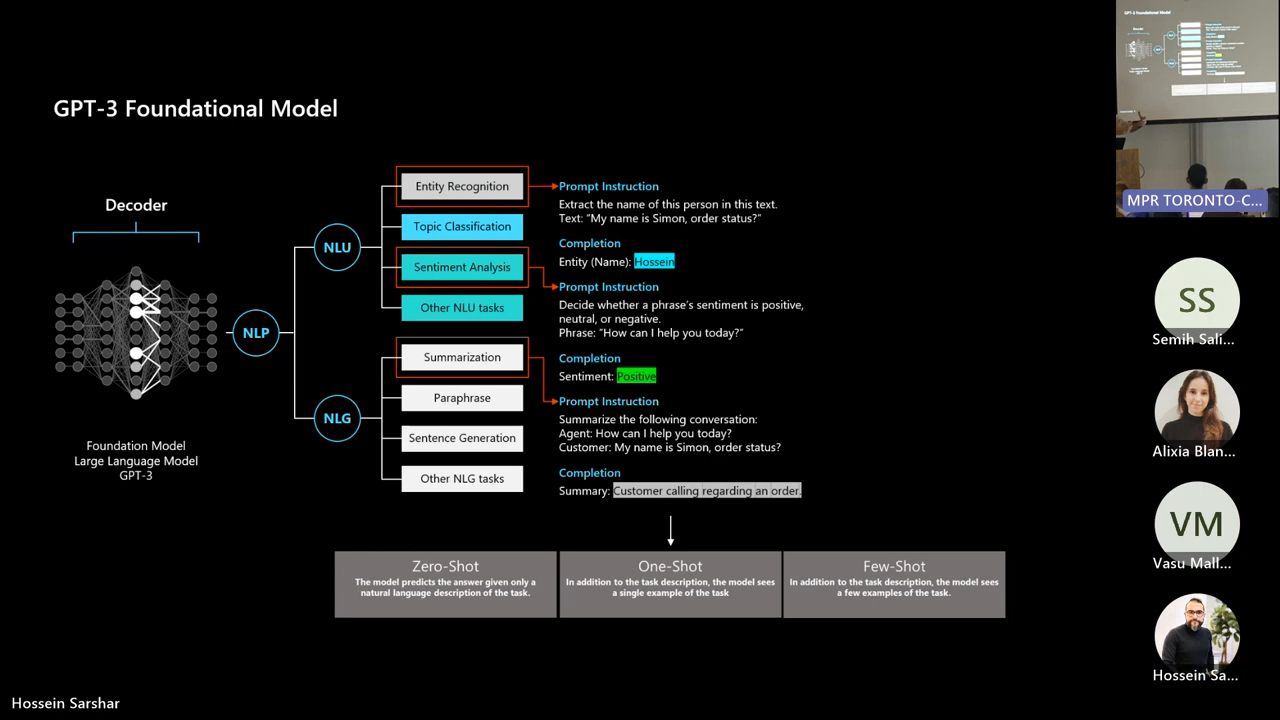 GPT-3 Foundational Model
Decoder
Foundation Model
Large Language Model
GPT-3
NLP
NLU
NLG
Entity Recognition
Topic Classification
Sentiment Analysis
Other NLU tasks
Summarization
Paraphrase
Sentence Generation
Other NLG tasks
Prompt Instruction
Extract the name of this person in this text.
Text: "My name is Simon, order status?"
Completion
Entity (Name): Hossein
Prompt Instruction
Decide whether a phrase's sentiment is positive,
neutral, or negative.
Phrase: "How can I help you today?"
Completion
Sentiment: Positive
Prompt Instruction
Summarize the following conversation:
Agent: How can I help you today?
Customer: My name is Simon, order status?
Completion
Summary: Customer calling regarding an order.
Zero-Shot
The model predicts the answer given only a
natural language description of the task.
One-Shot
In addition to the task description, the model sees
a single example of the task
Few-Shot
In addition to the task description, the model sees
a few examples of the task.
GPT-3 Foundational Model
MPR TORONTO-C...
SS
Semih Sali...
Alixia Blan...
VM
Vasu Mall...
Hossein Sa...
Hossein Sarshar